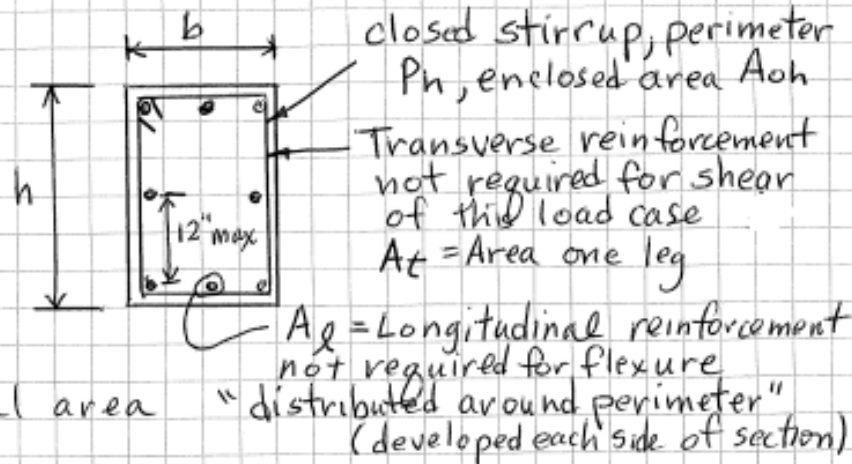 b
closed stirrup, perimeter
Ph, enclosed area Aoh
Transverse reinforcement
not required for shear
of this load case
At = Area one leg
h
12" max
Al = Longitudinal reinforcement
not required for flexure
l area "distributed around perimeter"
(developed each side of section)